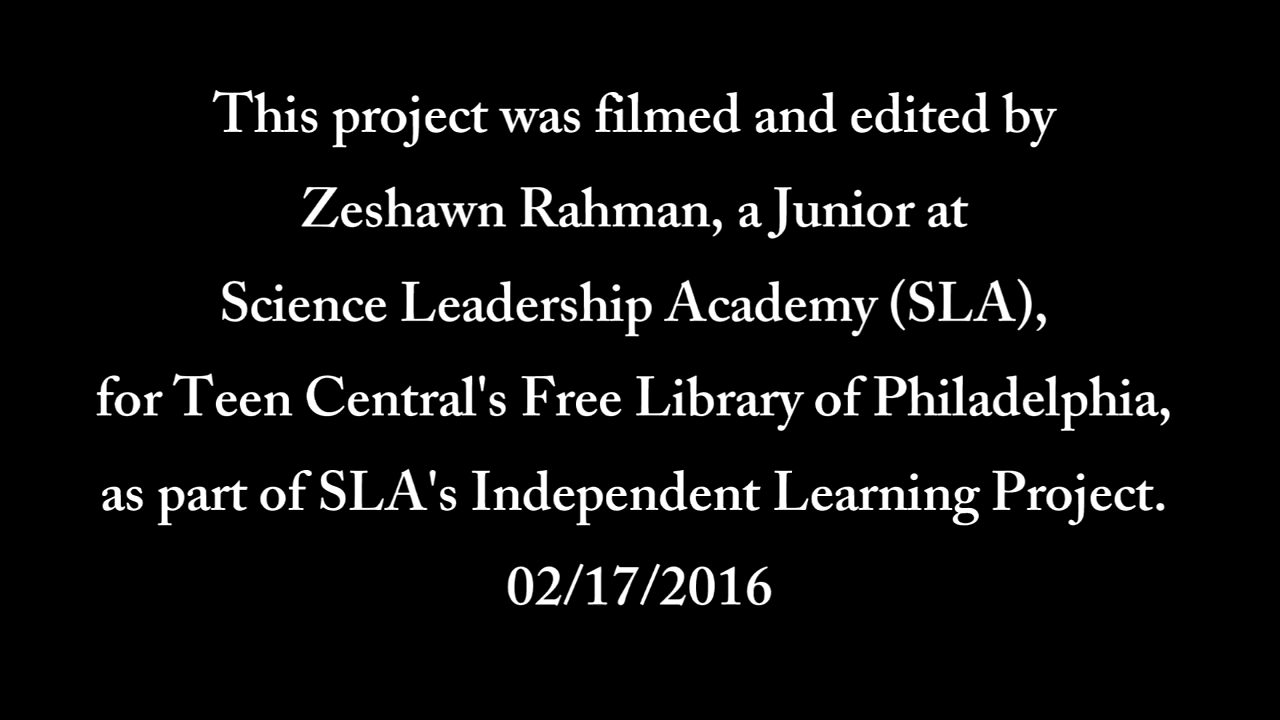 This project was filmed and edited by
Zeshawn Rahman, a Junior at
Science Leadership Academy (SLA),
for Teen Central's Free Library of Philadelphia,
as part of SLA's Independent Learning Project.
02/17/2016